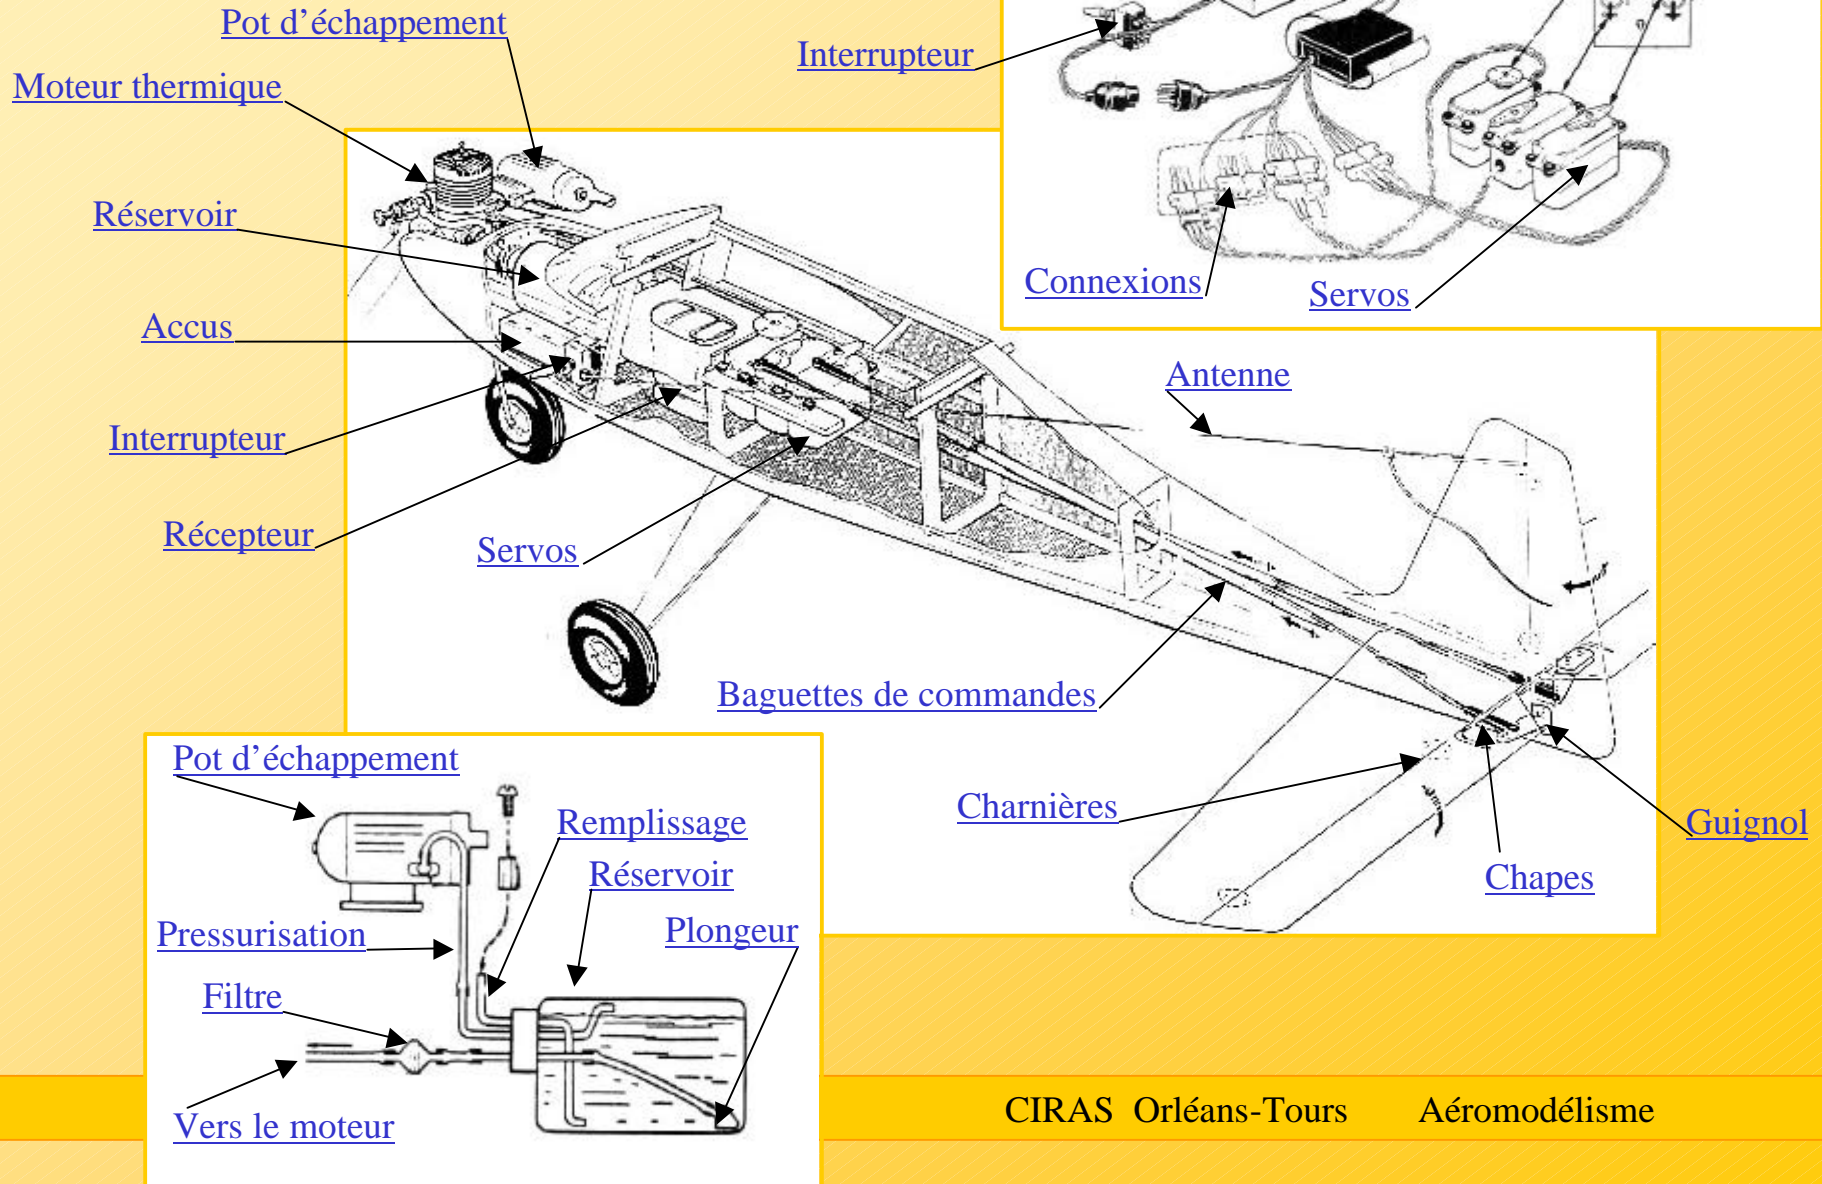 Pot d’échappement
Interrupteur
Moteur thermique
Réservoir
Connexions
Servos
Accus
Antenne
Interrupteur
Récepteur
Servos
Baguettes de commandes
Charnières
Guignol
Chapes
Pot d’échappement
Remplissage
Réservoir
Pressurisation
Plongeur
Filtre
Vers le moteur
CIRAS Orléans-Tours Aéromodélisme